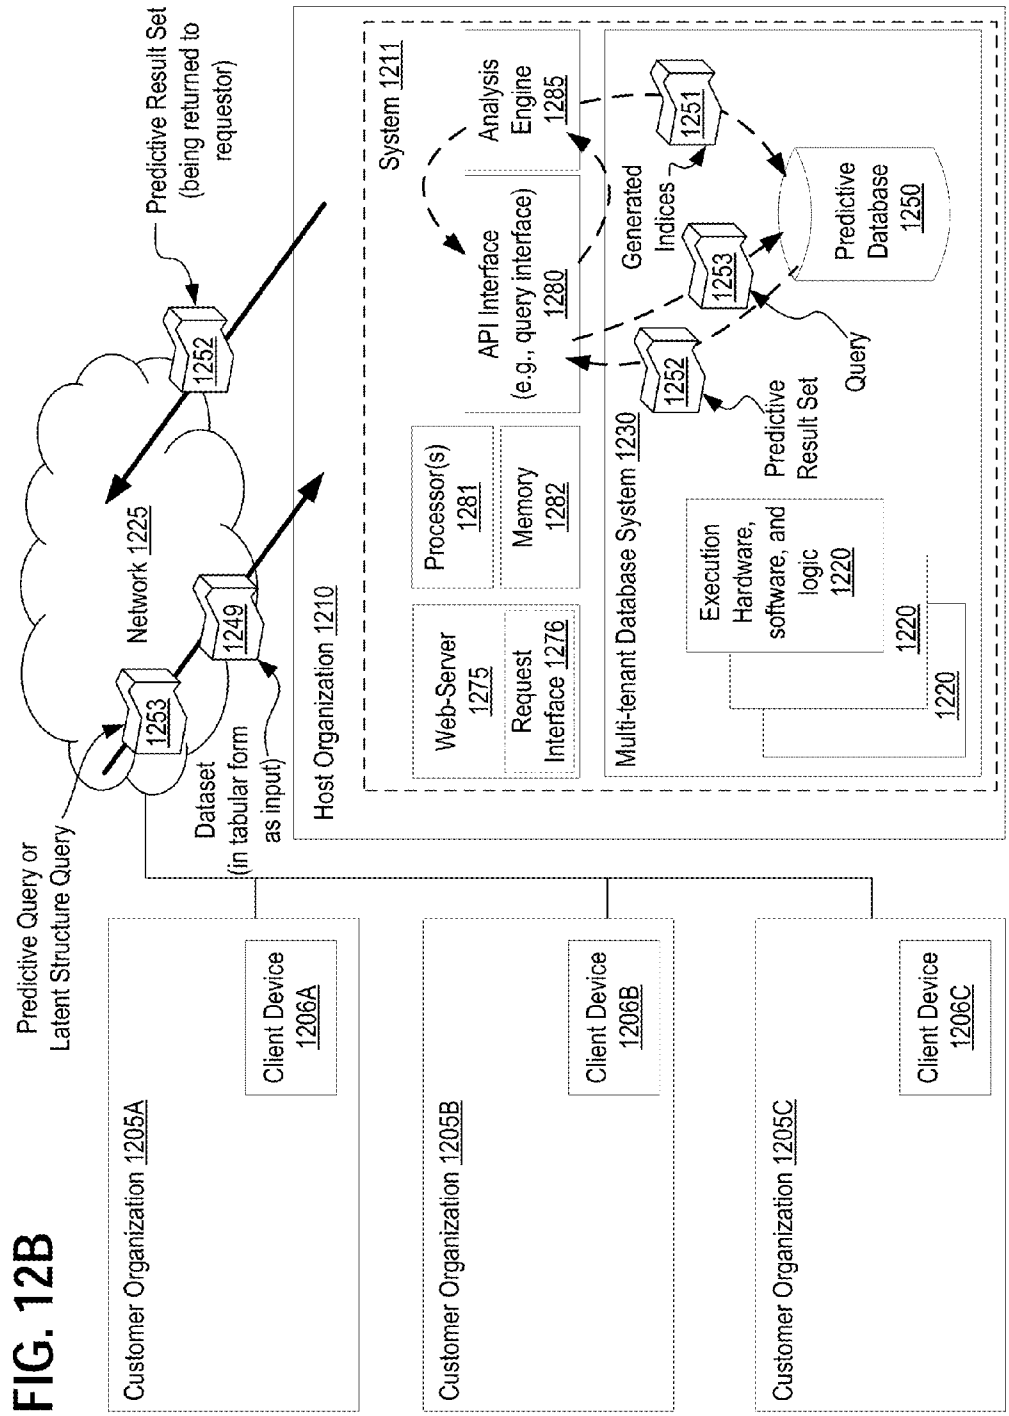 FIG. 12B
Customer Organization 1205A
Client Device
1206A
Customer Organization 1205B
Client Device
1206B
Customer Organization 1205C
Client Device
1206C
Predictive Query or
Latent Structure Query
1253
Network 1225
1249
Dataset
(in tabular form
as input)
1252
Predictive Result Set
(being returned to
requestor)
Host Organization 1210
System 1211
Web-Server
1275
Request
Interface 1276
Processor(s)
1281
Memory
1282
API Interface
(e.g., query interface)
1280
Analysis
Engine
1285
Multi-tenant Database System 1230
Execution
Hardware,
software, and
logic
1220
1220
1220
1252
Predictive
Result Set
1253
Query
Generated
Indices
1251
Predictive
Database
1250